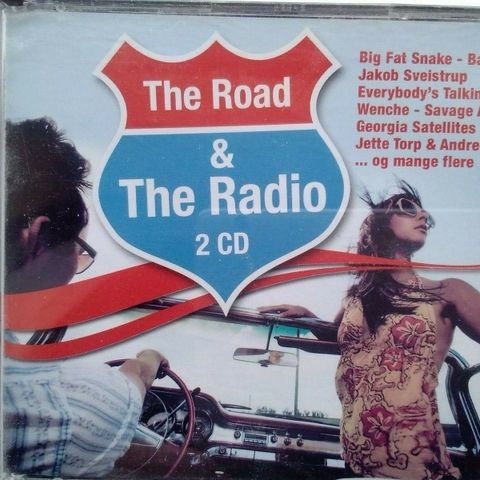 The Road
&
The Radio
2 CD
Big Fat Snake -
Jakob Sveistrup
Everybody's
Wenche - Savage
Georgia Satellites
Jette Torp &
... og mange flere